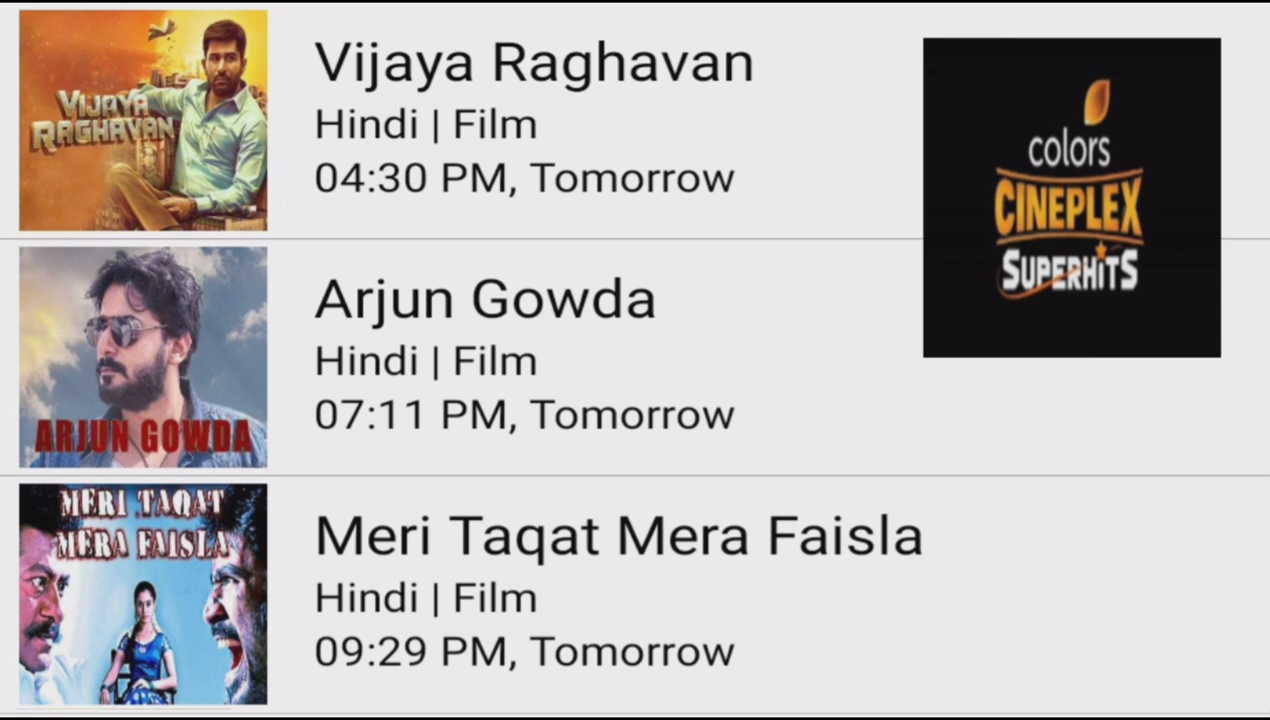 VIJAYA
RAGHAVAN
Vijaya Raghavan
Hindi | Film
04:30 PM, Tomorrow
colors
CINEPLEX
SUPERHITS
ARJUN GOWDA
Arjun Gowda
Hindi | Film
07:11 PM, Tomorrow
MERI TAQAT
MERA FAISLA
Meri Taqat Mera Faisla
Hindi | Film
09:29 PM, Tomorrow